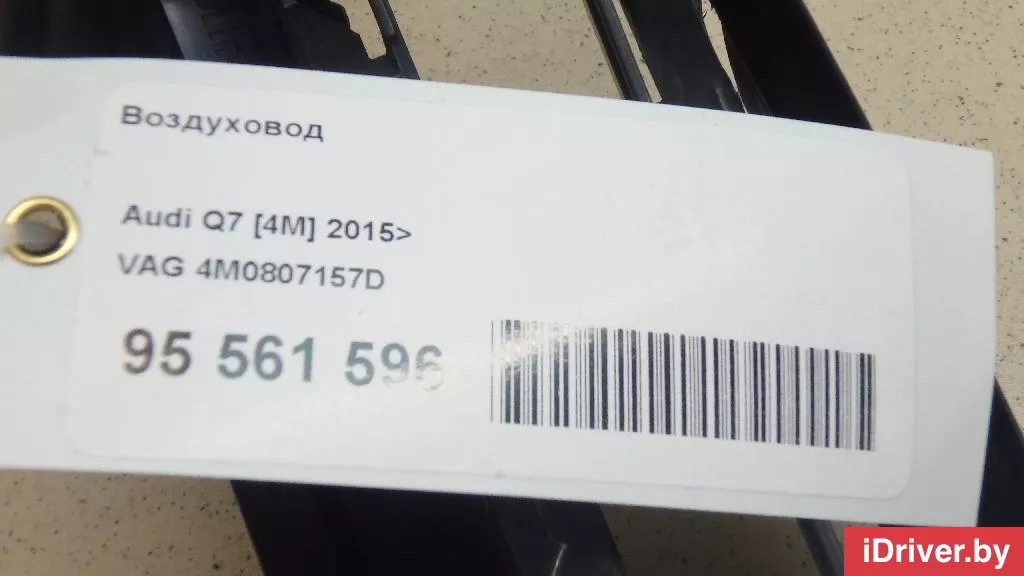 Воздуховод
Audi Q7 [4M] 2015>
VAG 4M0807157D
95 561 596
iDriver.by